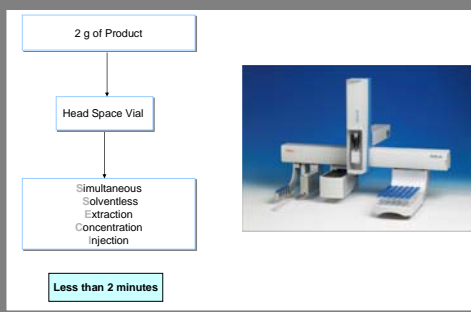 2 g of Product
Head Space Vial
Simultaneous
Solventless
Extraction
Concentration
Injection
Less than 2 minutes